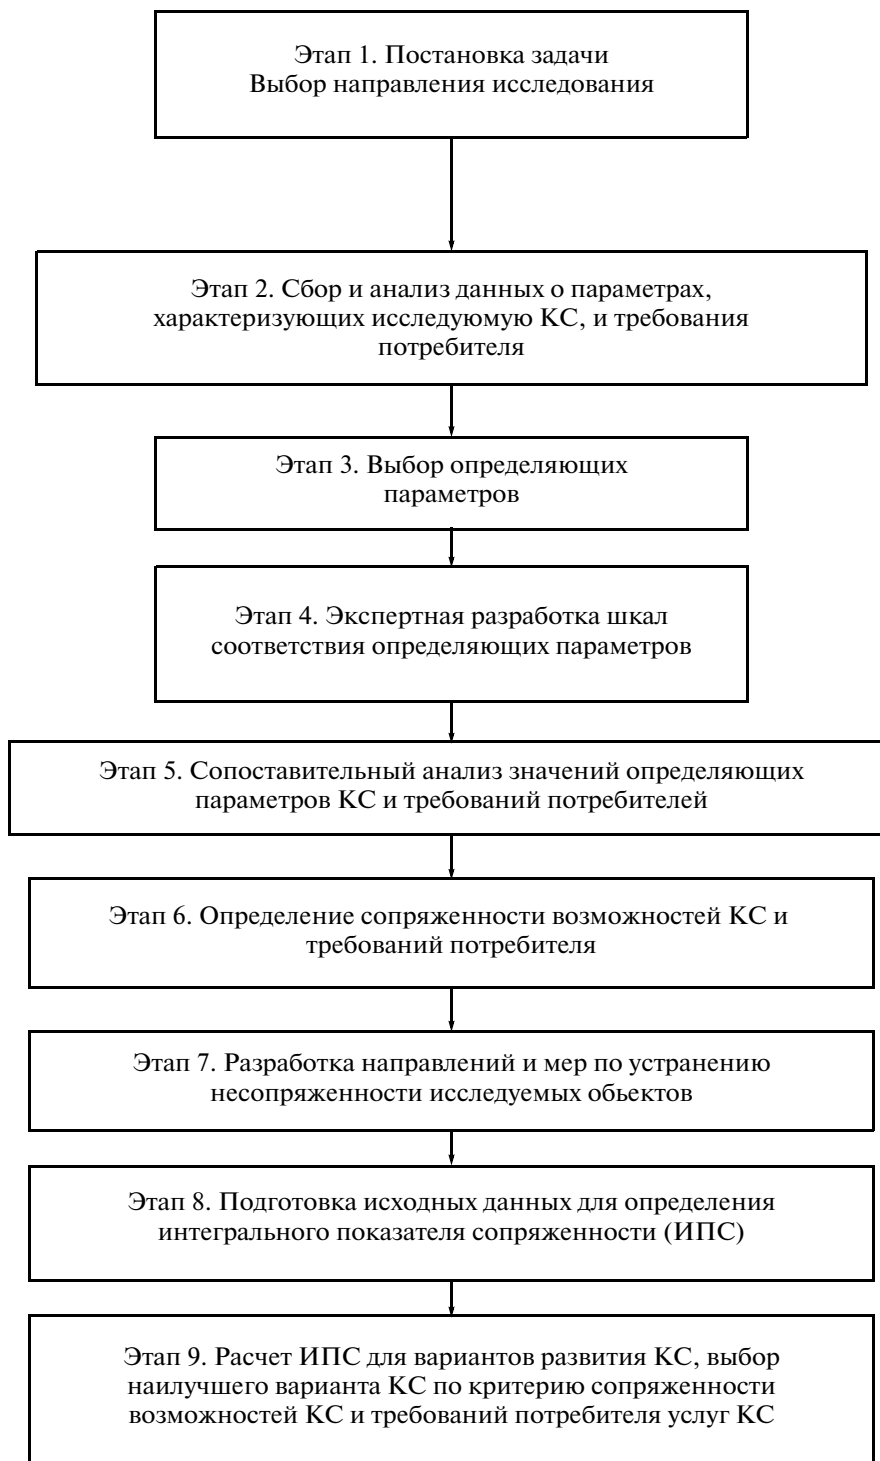 Этап 1. Постановка задачи
Выбор направления исследования
Этап 2. Сбор и анализ данных о параметрах,
характеризующих исследуюмую КС, и требования
потребителя
Этап 3. Выбор определяющих
параметров
Этап 4. Экспертная разработка шкал
соответствия определяющих параметров
Этап 5. Сопоставительный анализ значений определяющих
параметров КС и требований потребителей
Этап 6. Определение сопряженности возможностей КС и
требований потребителя
Этап 7. Разработка направлений и мер по устранению
несопряженности исследуемых обьектов
Этап 8. Подготовка исходных данных для определения
интегрального показателя сопряженности (ИПС)
Этап 9. Расчет ИПС для вариантов развития КС, выбор
наилучшего варианта КС по критерию сопряженности
возможностей КС и требований потребителя услуг КС